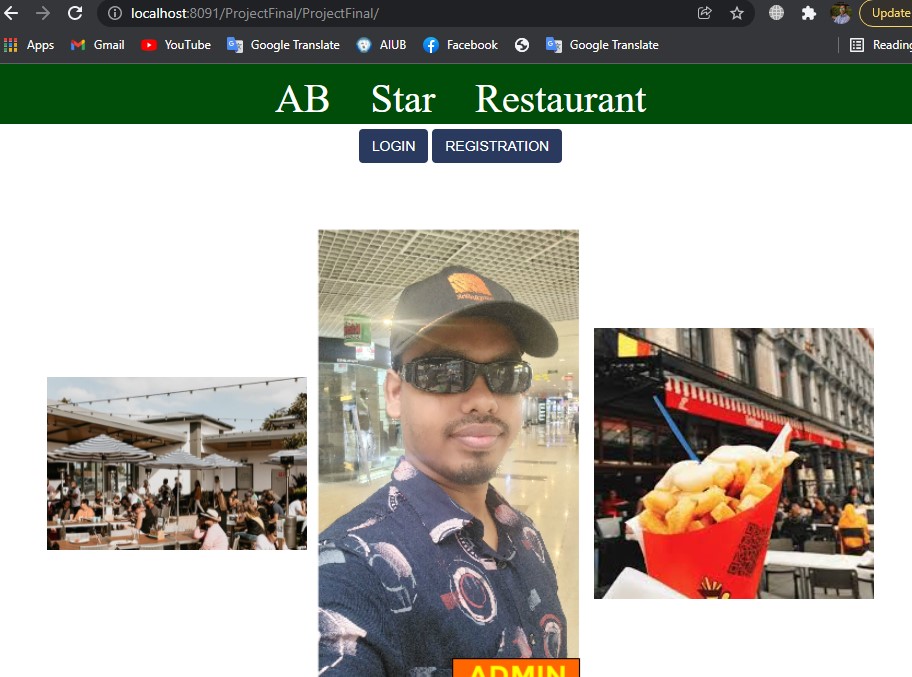 localhost:8091/ProjectFinal/ProjectFinal/
Update
Apps Gmail YouTube Google Translate AIUB Facebook Google Translate Reading
AB Star Restaurant
LOGIN REGISTRATION
ADMIN